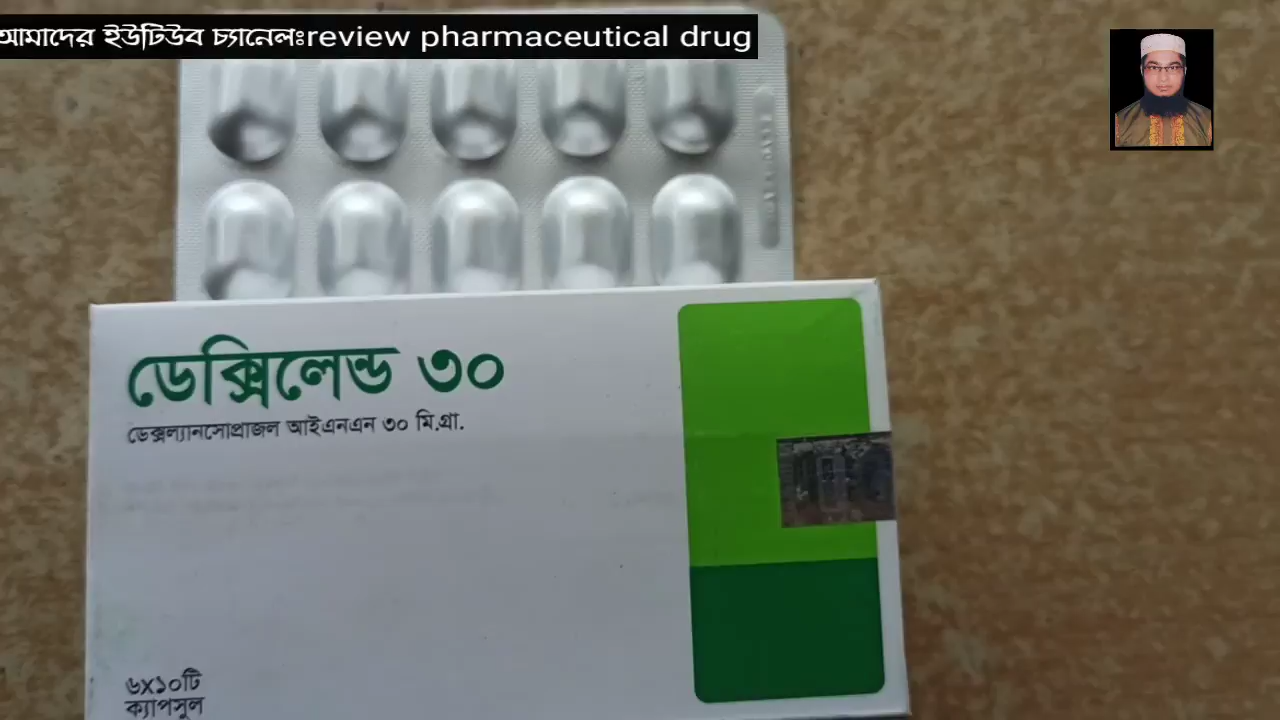 আমাদের ইউটিউব চ্যানেলঃreview pharmaceutical drug
ডেক্সিলেন্ড ৩০
ডেক্সল্যানসোপ্রাজল আইএনএন ৩০ মি.গ্রা.
৬x১০টি
ক্যাপসুল